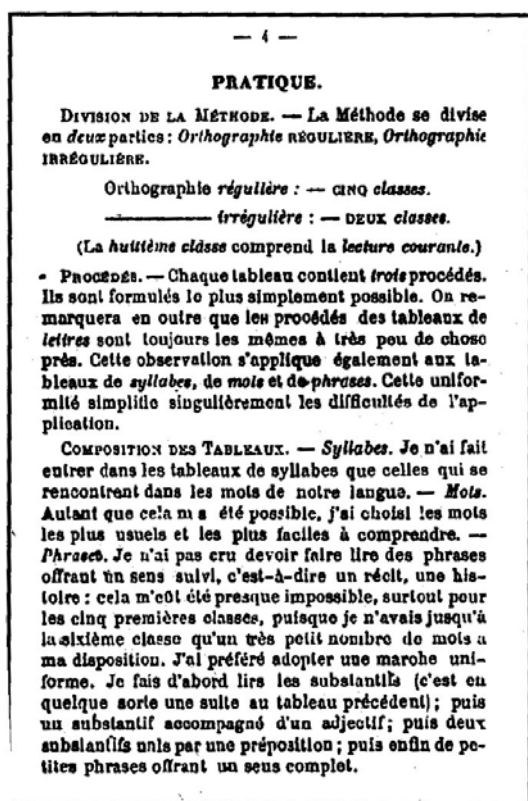 — 4 —
PRATIQUE.
DIVISION DE LA MÉTHODE. — La Méthode se divise
en deux parties : Orthographie RÉGULIÈRE, Orthographie
IRRÉGULIÈRE.
Orthographie régulière : — CINQ classes.
———— irrégulière : — DEUX classes.
(La huitième classe comprend la lecture courante.)
PROCÉDÉS. — Chaque tableau contient trois procédés.
Ils sont formulés le plus simplement possible. On re-
marquera en outre que les procédés des tableaux de
lettres sont toujours les mêmes à très peu de chose
près. Cette observation s'applique également aux ta-
bleaux de syllabes, de mots et de phrases. Cette unifor-
mité simplifie singulièrement les difficultés de l'ap-
plication.
COMPOSITION DES TABLEAUX. — Syllabes. Je n'ai fait
entrer dans les tableaux de syllabes que celles qui se
rencontrent dans les mots de notre langue. — Mots.
Autant que cela m'a été possible, j'ai choisi les mots
les plus usuels et les plus faciles à comprendre. —
Phrases. Je n'ai pas cru devoir faire lire des phrases
offrant un sens suivi, c'est-à-dire un récit, une his-
toire : cela m'eût été presque impossible, surtout pour
les cinq premières classes, puisque je n'avais jusqu'à
la sixième classe qu'un très petit nombre de mots a
ma disposition. J'ai préféré adopter une marche uni-
forme. Je fais d'abord lire les substantifs (c'est en
quelque sorte une suite au tableau précédent) ; puis
un substantif accompagné d'un adjectif ; puis deux
substantifs unis par une préposition ; puis enfin de pe-
tites phrases offrant un sens complet.